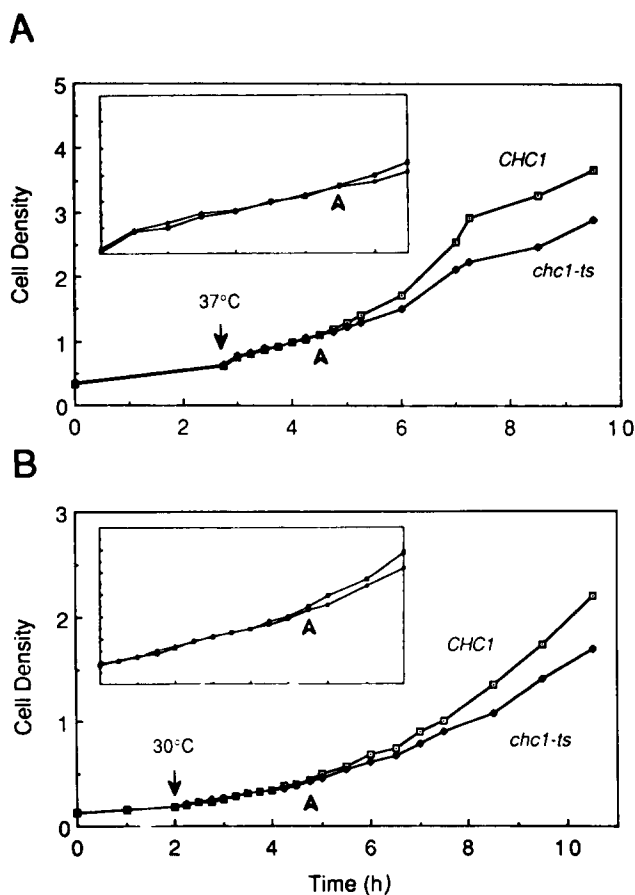 A
5
4
3
2
1
0
Cell Density
37°C
CHC1
chc1-ts
0 2 4 6 8 10
B
3
2
1
0
Cell Density
30°C
CHC1
chc1-ts
0 2 4 6 8 10
Time (h)